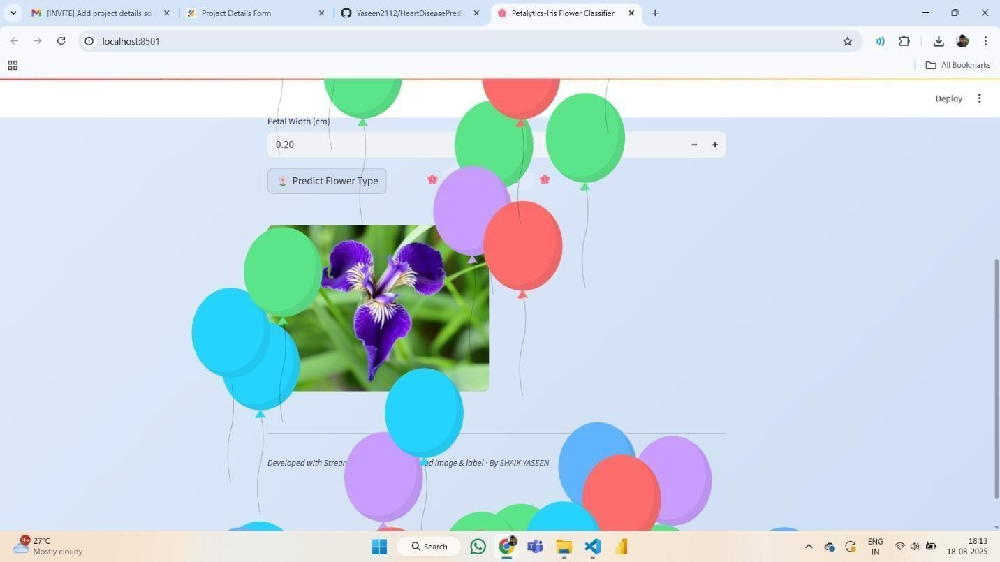 [INVITE] Add project details so
Project Details Form
Yaseen2112/HeartDiseasePredic
Petalytics-Iris Flower Classifier
localhost:8501
All Bookmarks
Deploy
Petal Width (cm)
0.20
Predict Flower Type
Developed with Stream ed image & label · By SHAIK YASEEN
9+
27°C
Mostly cloudy
Search
ENG
IN
18:13
18-08-2025